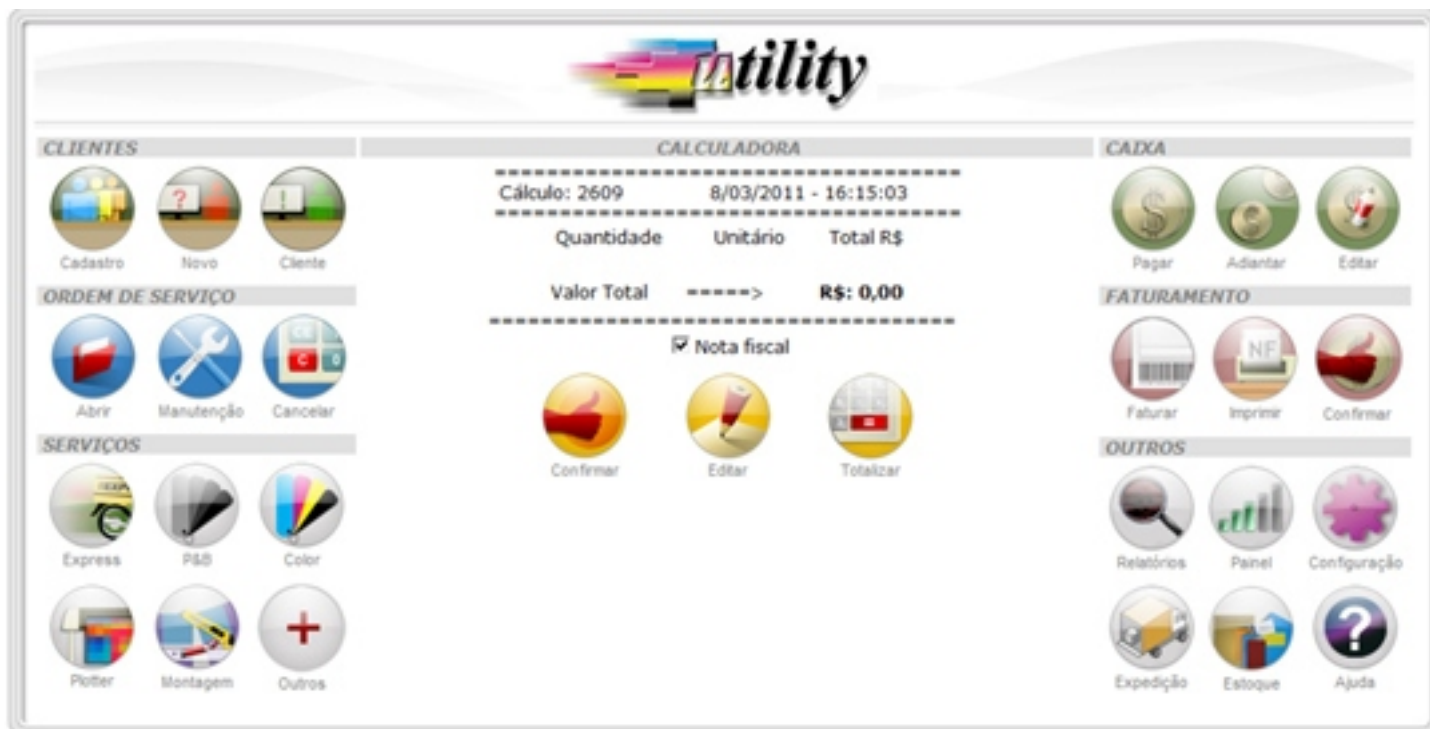 utility
CLIENTES
Cadastro Novo Cliente
ORDEM DE SERVIÇO
Abrir Manutenção Cancelar
SERVIÇOS
Express P&B Color
Plotter Montagem Outros
CALCULADORA
Cálculo: 2609 8/03/2011 - 16:15:03
Quantidade Unitário Total R$
Valor Total -----> R$: 0,00
Nota fiscal
Confirmar Editar Totalizar
CAIXA
Pagar Adiantar Editar
FATURAMENTO
NF
Faturar Imprimir Confirmar
OUTROS
Relatórios Painel Configuração
Expedição Estoque Ajuda